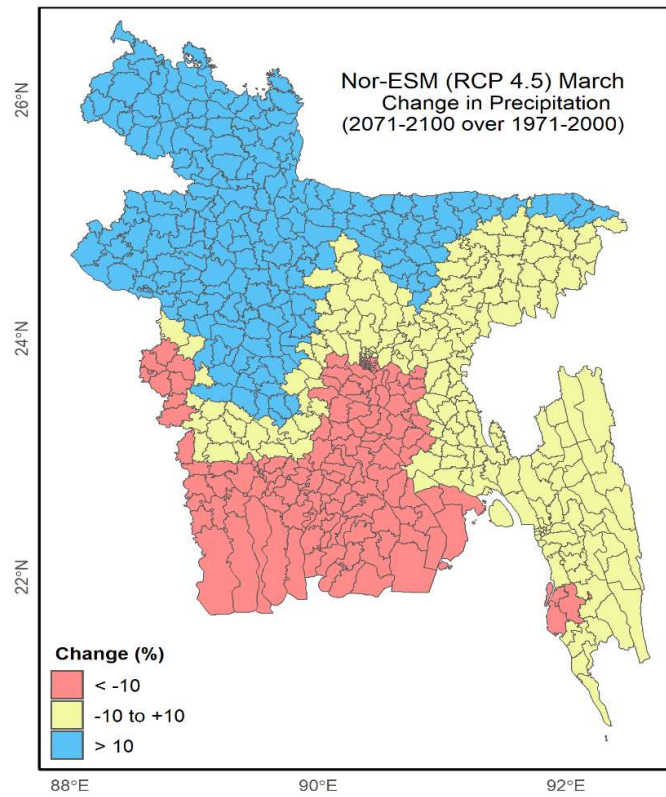 Nor-ESM (RCP 4.5) March
Change in Precipitation
(2071-2100 over 1971-2000)
26°N
24°N
22°N
Change (%)
< -10
-10 to +10
> 10
88°E 90°E 92°E